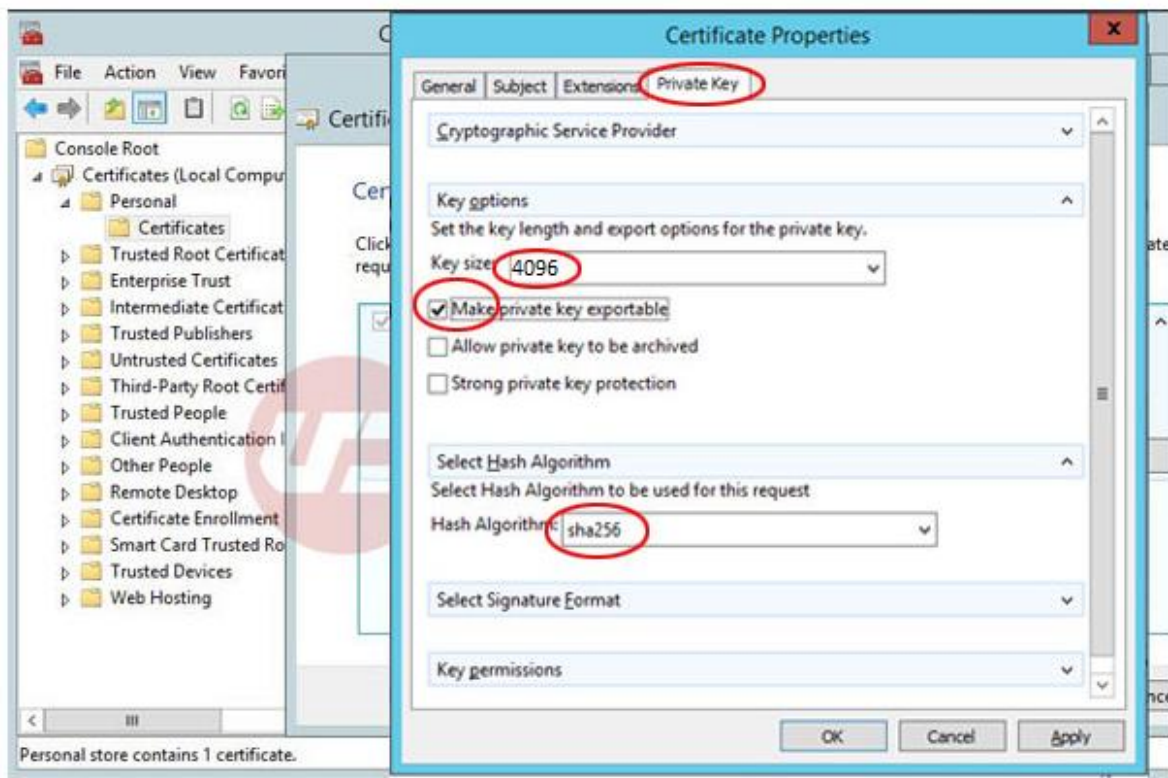 Certificate Properties
File Action View Favori
General Subject Extensions Private Key
Certifi
Cryptographic Service Provider
Console Root
Certificates (Local Compu
Personal
Certificates
Trusted Root Certificat
Enterprise Trust
Intermediate Certificat
Trusted Publishers
Untrusted Certificates
Third-Party Root Certif
Trusted People
Client Authentication I
Other People
Remote Desktop
Certificate Enrollment
Smart Card Trusted Ro
Trusted Devices
Web Hosting
Cer
Click
requ
Key options
Set the key length and export options for the private key.
Key size: 4096
Make private key exportable
Allow private key to be archived
Strong private key protection
Select Hash Algorithm
Select Hash Algorithm to be used for this request
Hash Algorithm: sha256
Select Signature Format
Key permissions
OK Cancel Apply
Personal store contains 1 certificate.